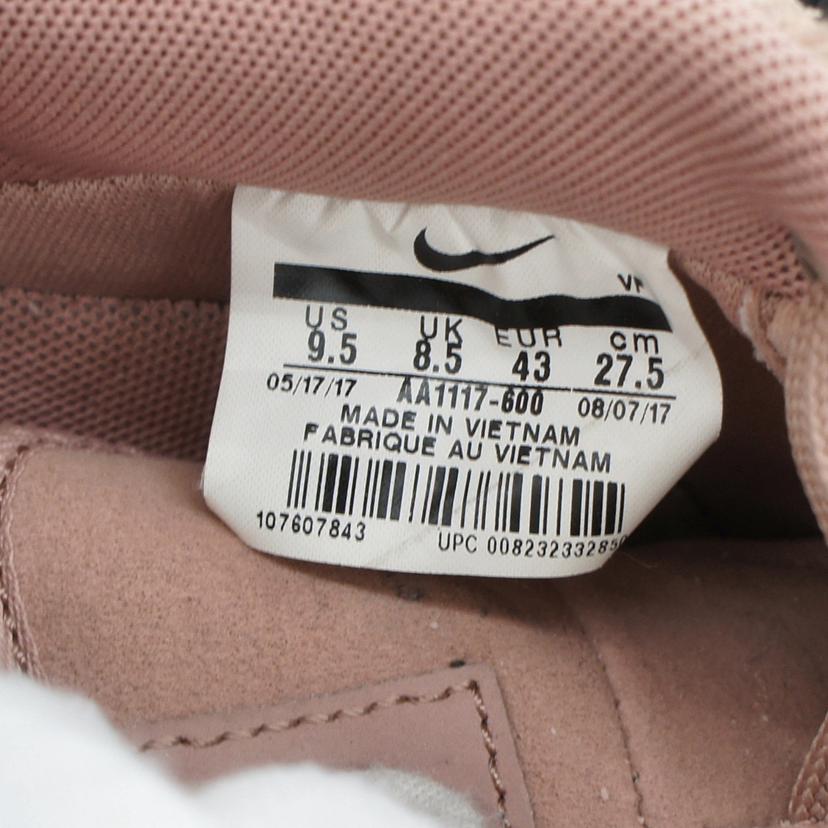 VF
US UK EUR cm
9.5 8.5 43 27.5
05/17/17 AA1117-600 08/07/17
MADE IN VIETNAM
FABRIQUE AU VIETNAM
107607843
UPC 00823233285